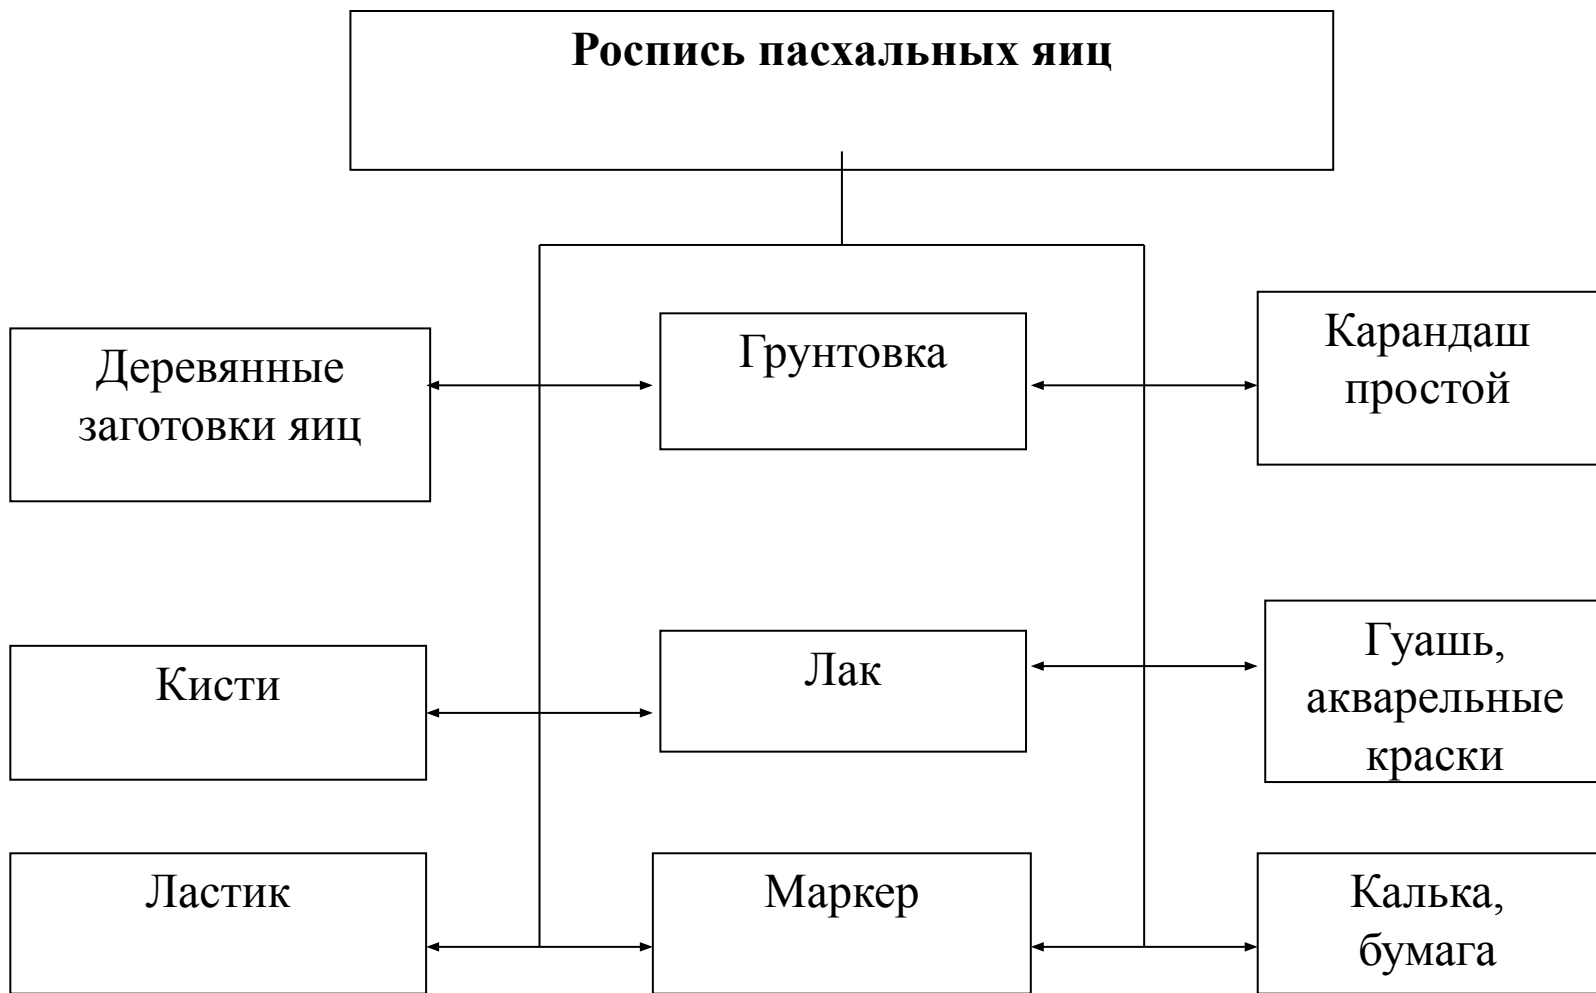 Роспись пасхальных яиц
Деревянные
заготовки яиц
Грунтовка
Карандаш
простой
Кисти
Лак
Гуашь,
акварельные
краски
Ластик
Маркер
Калька,
бумага